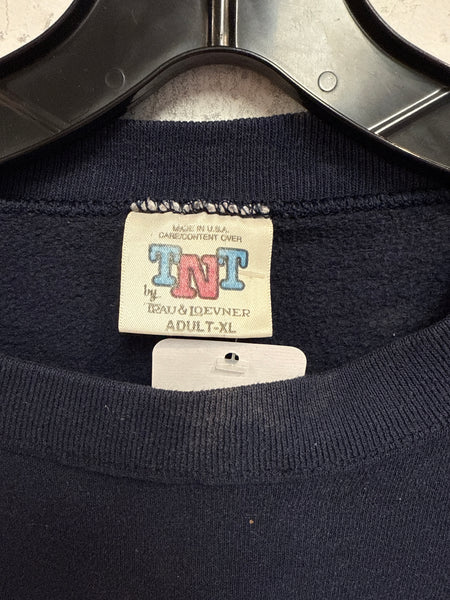 MADE IN U.S.A.
CARE/CONTENT OVER
TNT
by
TRAU & LOEVNER
ADULT-XL